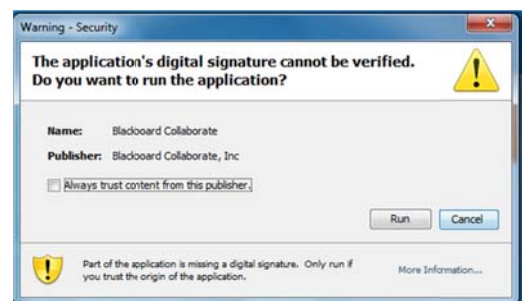 Warning - Security
The application's digital signature cannot be verified.
Do you want to run the application?
Name: Blackboard Collaborate
Publisher: Blackboard Collaborate, Inc
Always trust content from this publisher.
Run Cancel
Part of the application is missing a digital signature. Only run if
you trust the origin of the application.
More Information...